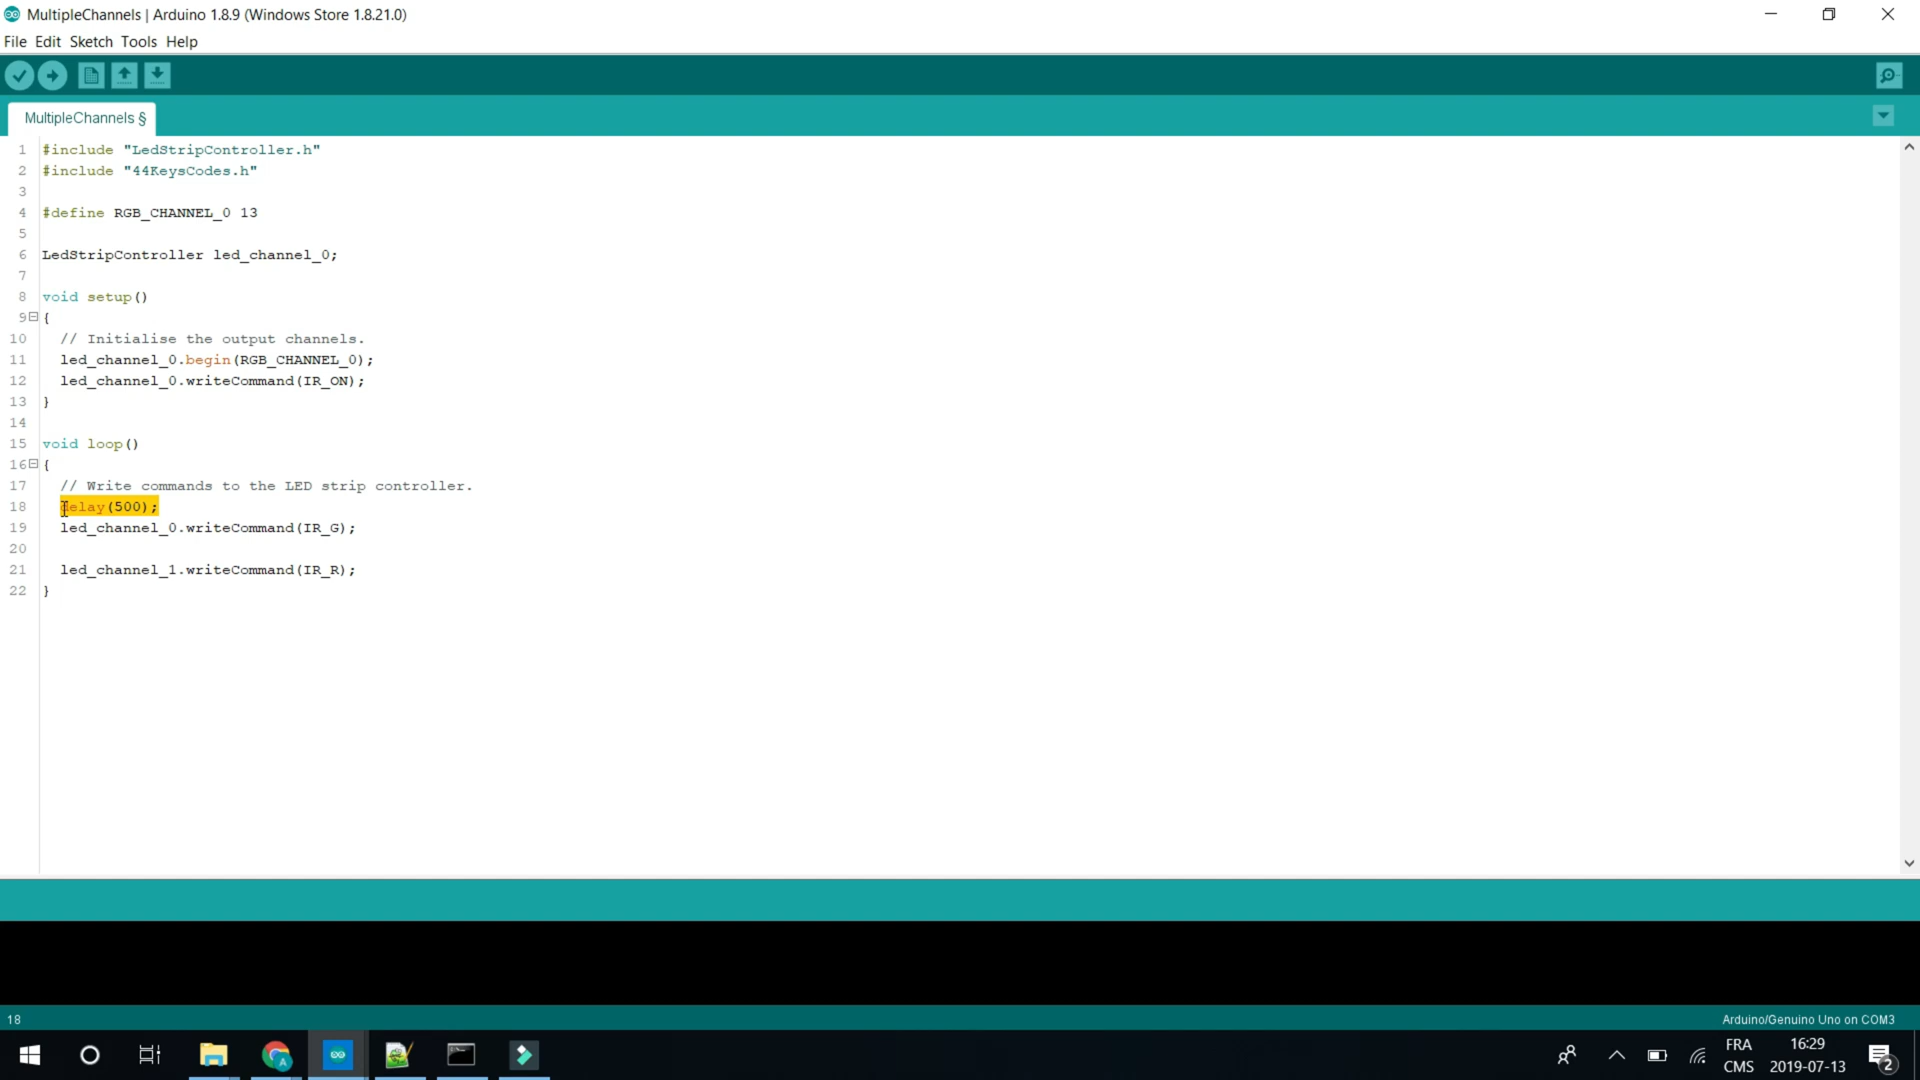 MultipleChannels | Arduino 1.8.9 (Windows Store 1.8.21.0)
File Edit Sketch Tools Help
MultipleChannels §
1 #include "LedStripController.h"
2 #include "44KeysCodes.h"
3
4 #define RGB_CHANNEL_0 13
5
6 LedStripController led_channel_0;
7
8 void setup()
9 {
10 // Initialise the output channels.
11 led_channel_0.begin(RGB_CHANNEL_0);
12 led_channel_0.writeCommand(IR_ON);
13 }
14
15 void loop()
16 {
17 // Write commands to the LED strip controller.
18 delay(500);
19 led_channel_0.writeCommand(IR_G);
20
21 led_channel_1.writeCommand(IR_R);
22 }
18 Arduino/Genuino Uno on COM3
FRA 16:29
CMS 2019-07-13 2